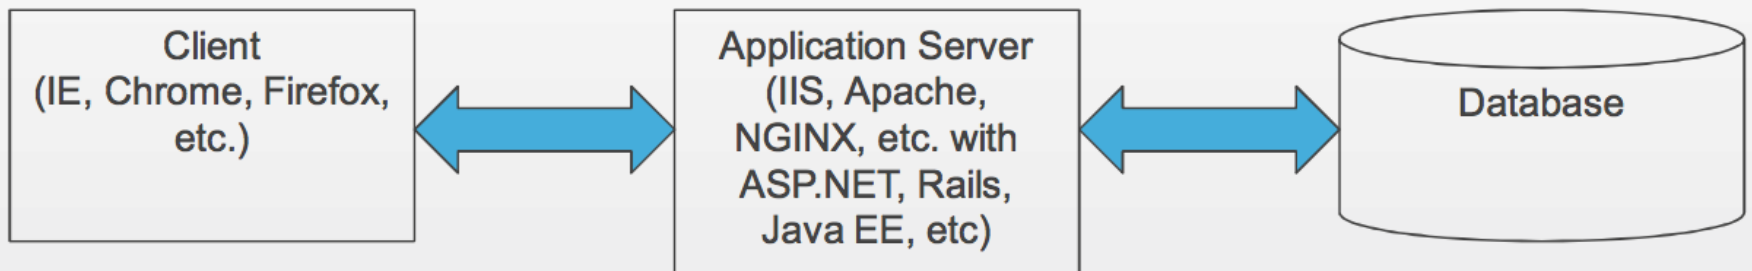 Client
(IE, Chrome, Firefox,
etc.)
Application Server
(IIS, Apache,
NGINX, etc. with
ASP.NET, Rails,
Java EE, etc)
Database